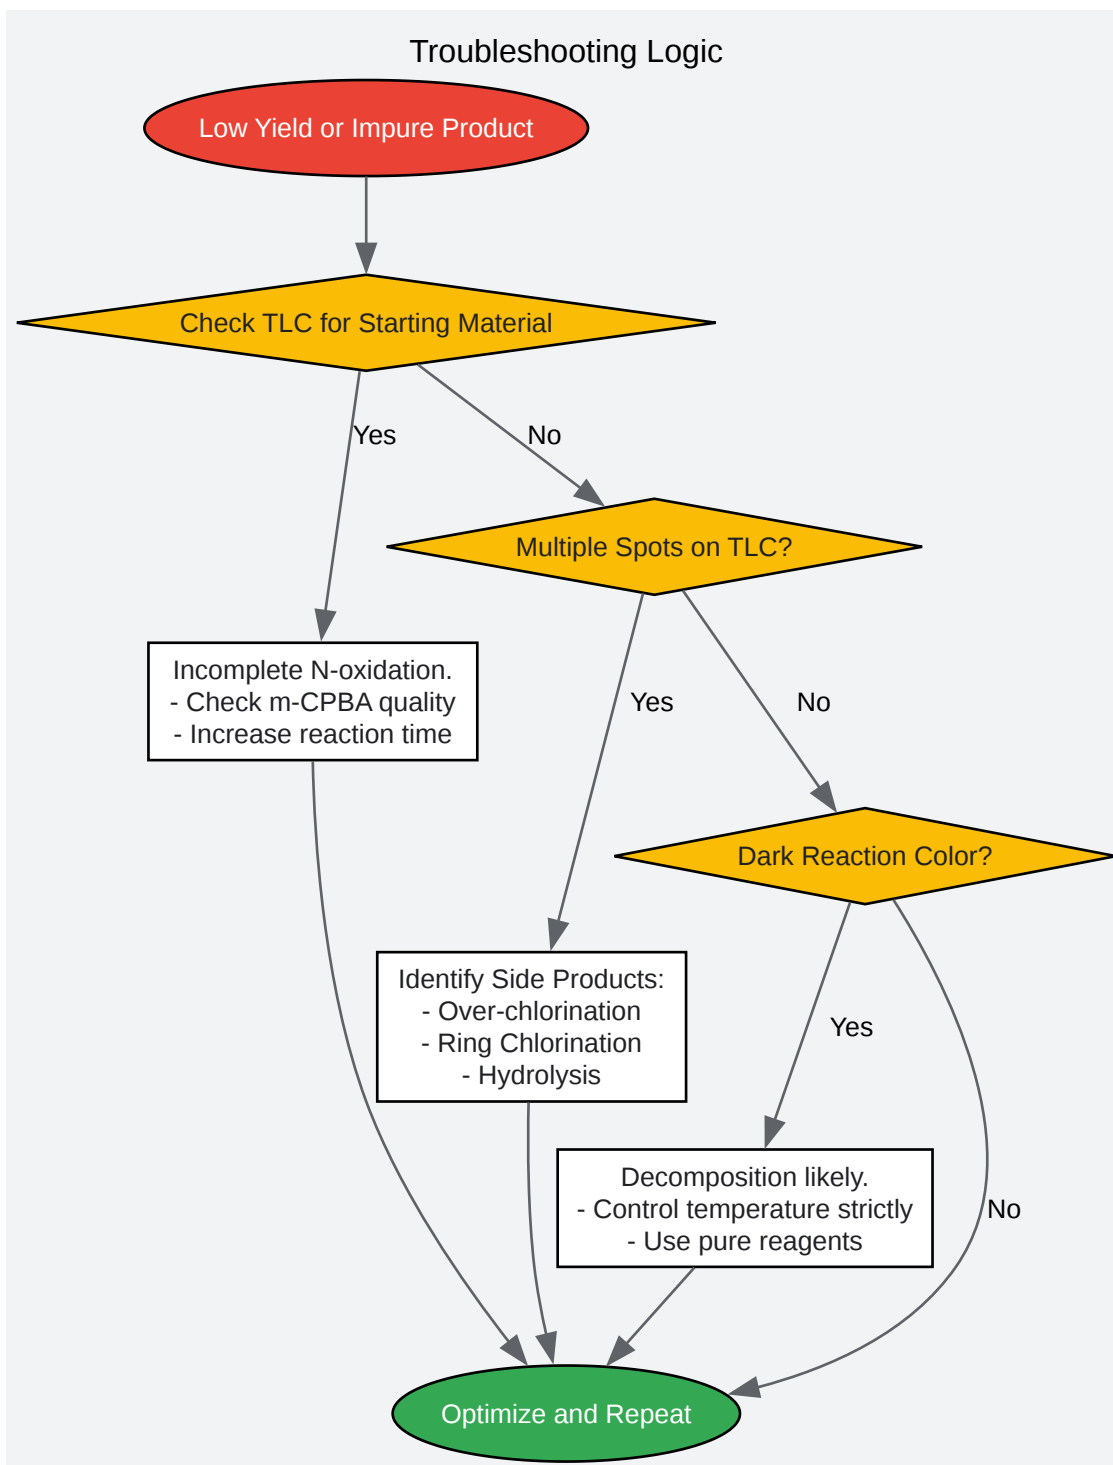 Troubleshooting Logic
Low Yield or Impure Product
Check TLC for Starting Material
Yes
No
Multiple Spots on TLC?
Incomplete N-oxidation.
- Check m-CPBA quality
- Increase reaction time
Yes
No
Dark Reaction Color?
Identify Side Products:
- Over-chlorination
- Ring Chlorination
- Hydrolysis
Yes
Decomposition likely.
- Control temperature strictly
- Use pure reagents
No
Optimize and Repeat